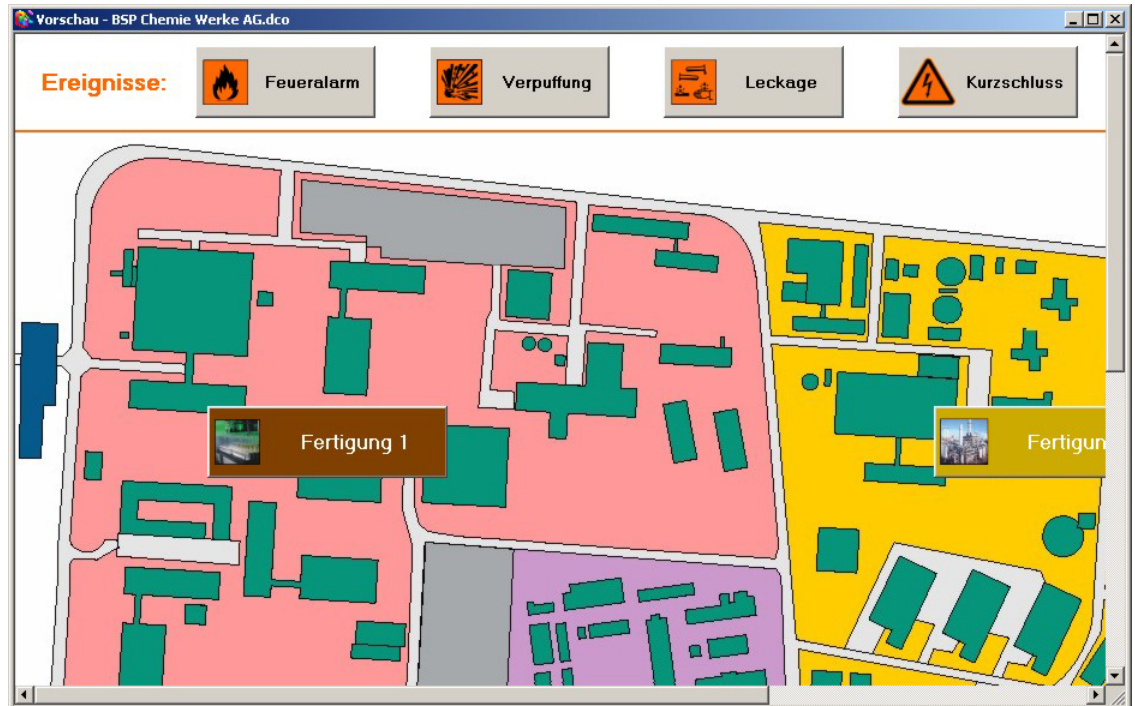 Vorschau - BSP Chemie Werke AG.dco
Ereignisse:
Feueralarm
Verpuffung
Leckage
Kurzschluss
Fertigung 1
Fertigun